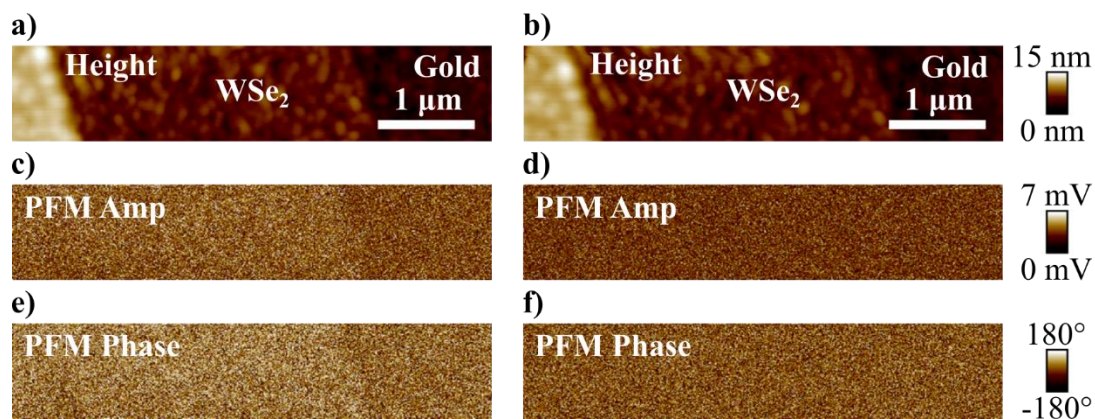 a)
b)
Height
WSe₂
Gold
1 µm
Height
WSe₂
Gold
1 µm
15 nm
0 nm
c)
d)
PFM Amp
PFM Amp
7 mV
0 mV
e)
f)
PFM Phase
PFM Phase
180°
-180°